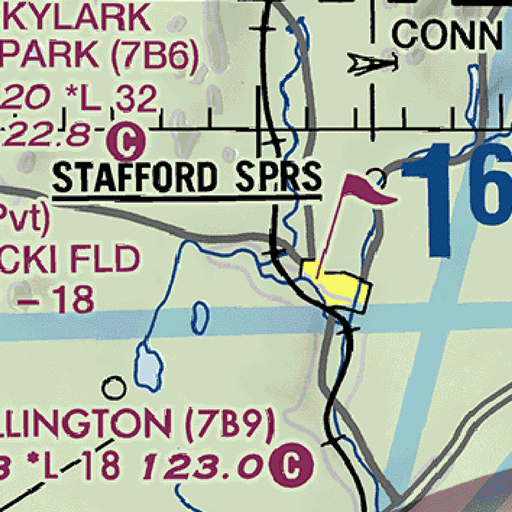 KYLARK
PARK (7B6)
20 *L 32
22.8 C
CONN
STAFFORD SPRS
16
Pvt)
CKI FLD
– 18
LLINGTON (7B9)
*L 18 123.0 C